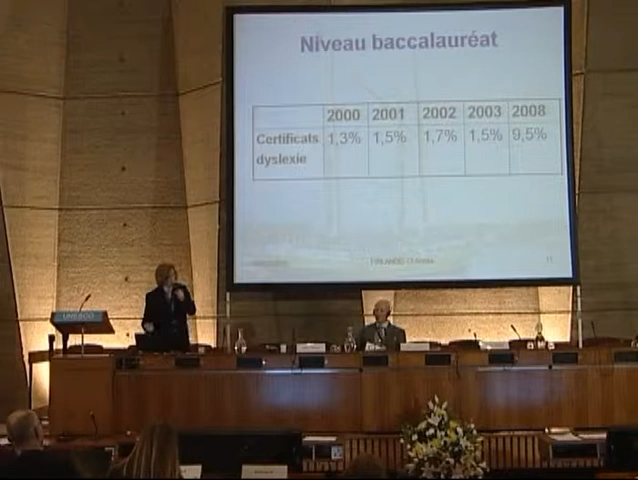 Niveau baccalauréat
2000 2001 2002 2003 2008
Certificats 1,3% 1,5% 1,7% 1,5% 9,5%
dyslexie
UNESCO